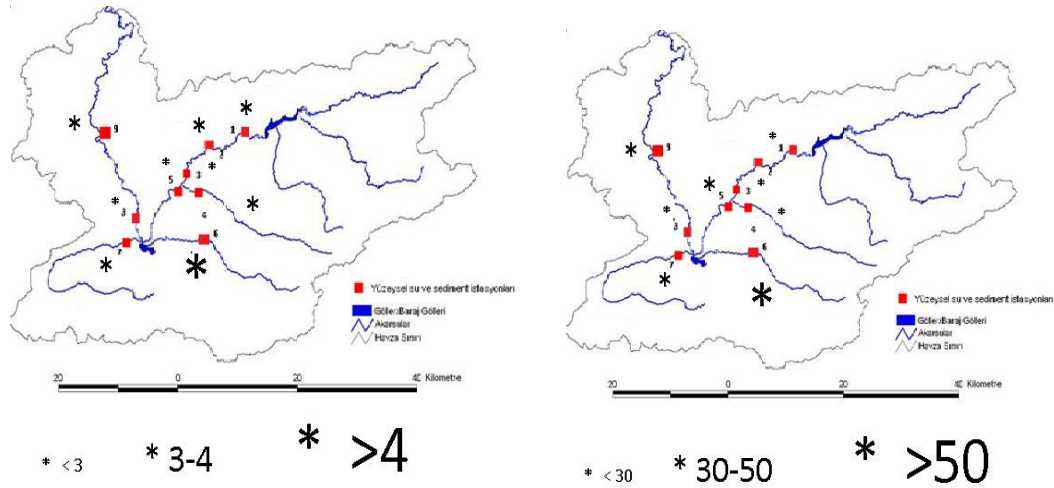 9
1
2
3
5
4
3
6
7
Yüzeysel su ve sediment istasyonları
Göller/Baraj Gölleri
Akarsular
Havza Sınırı
20 0 20 40 Kilometre
* < 3 * 3-4 * >4
9
1
2
3
5
4
3
6
7
Yüzeysel su ve sediment istasyonları
Göller/Baraj Gölleri
Akarsular
Havza Sınırı
20 0 20 40 Kilometre
* < 30 * 30-50 * >50